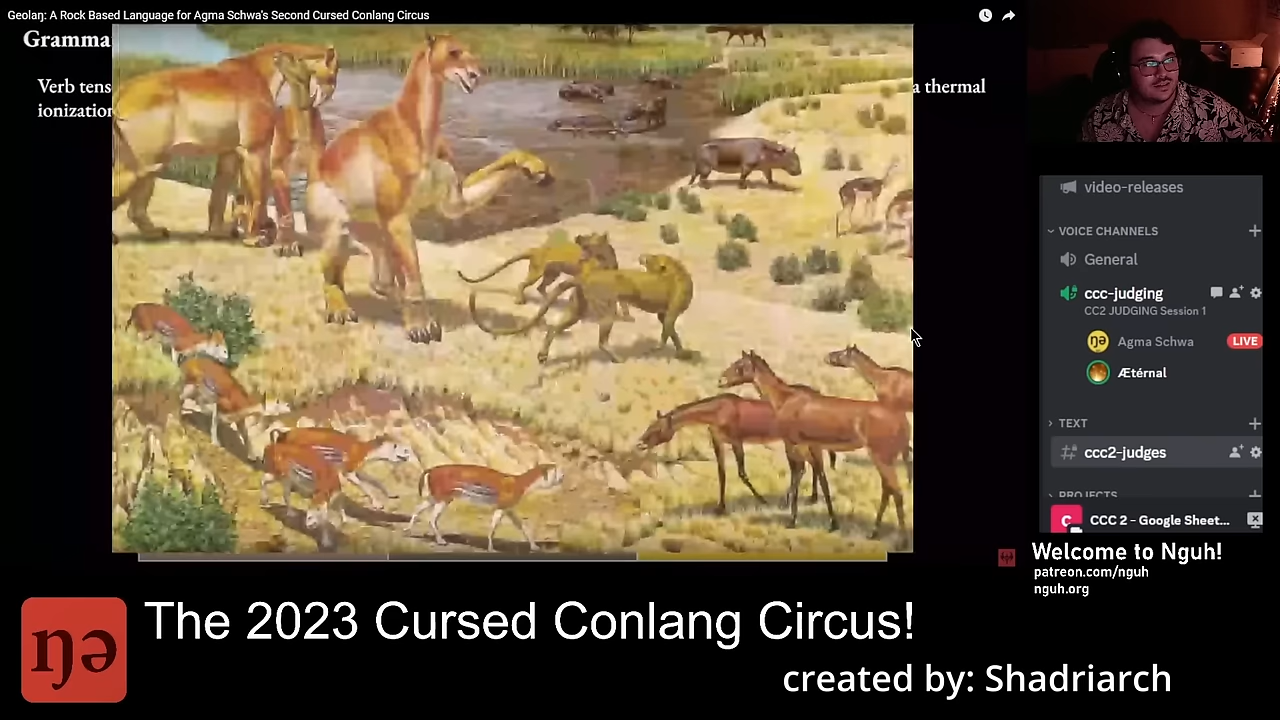 Geolaŋ: A Rock Based Language for Agma Schwa's Second Cursed Conlang Circus
Gramma
Verb tens
a thermal
ionization
video-releases
VOICE CHANNELS
General
ccc-judging
CC2 JUDGING Session 1
ŋə
Agma Schwa
LIVE
Ætérnal
TEXT
ccc2-judges
PROJECTS
C
CCC 2 - Google Sheet...
Welcome to Nguh!
patreon.com/nguh
nguh.org
ŋə
The 2023 Cursed Conlang Circus!
created by: Shadriarch